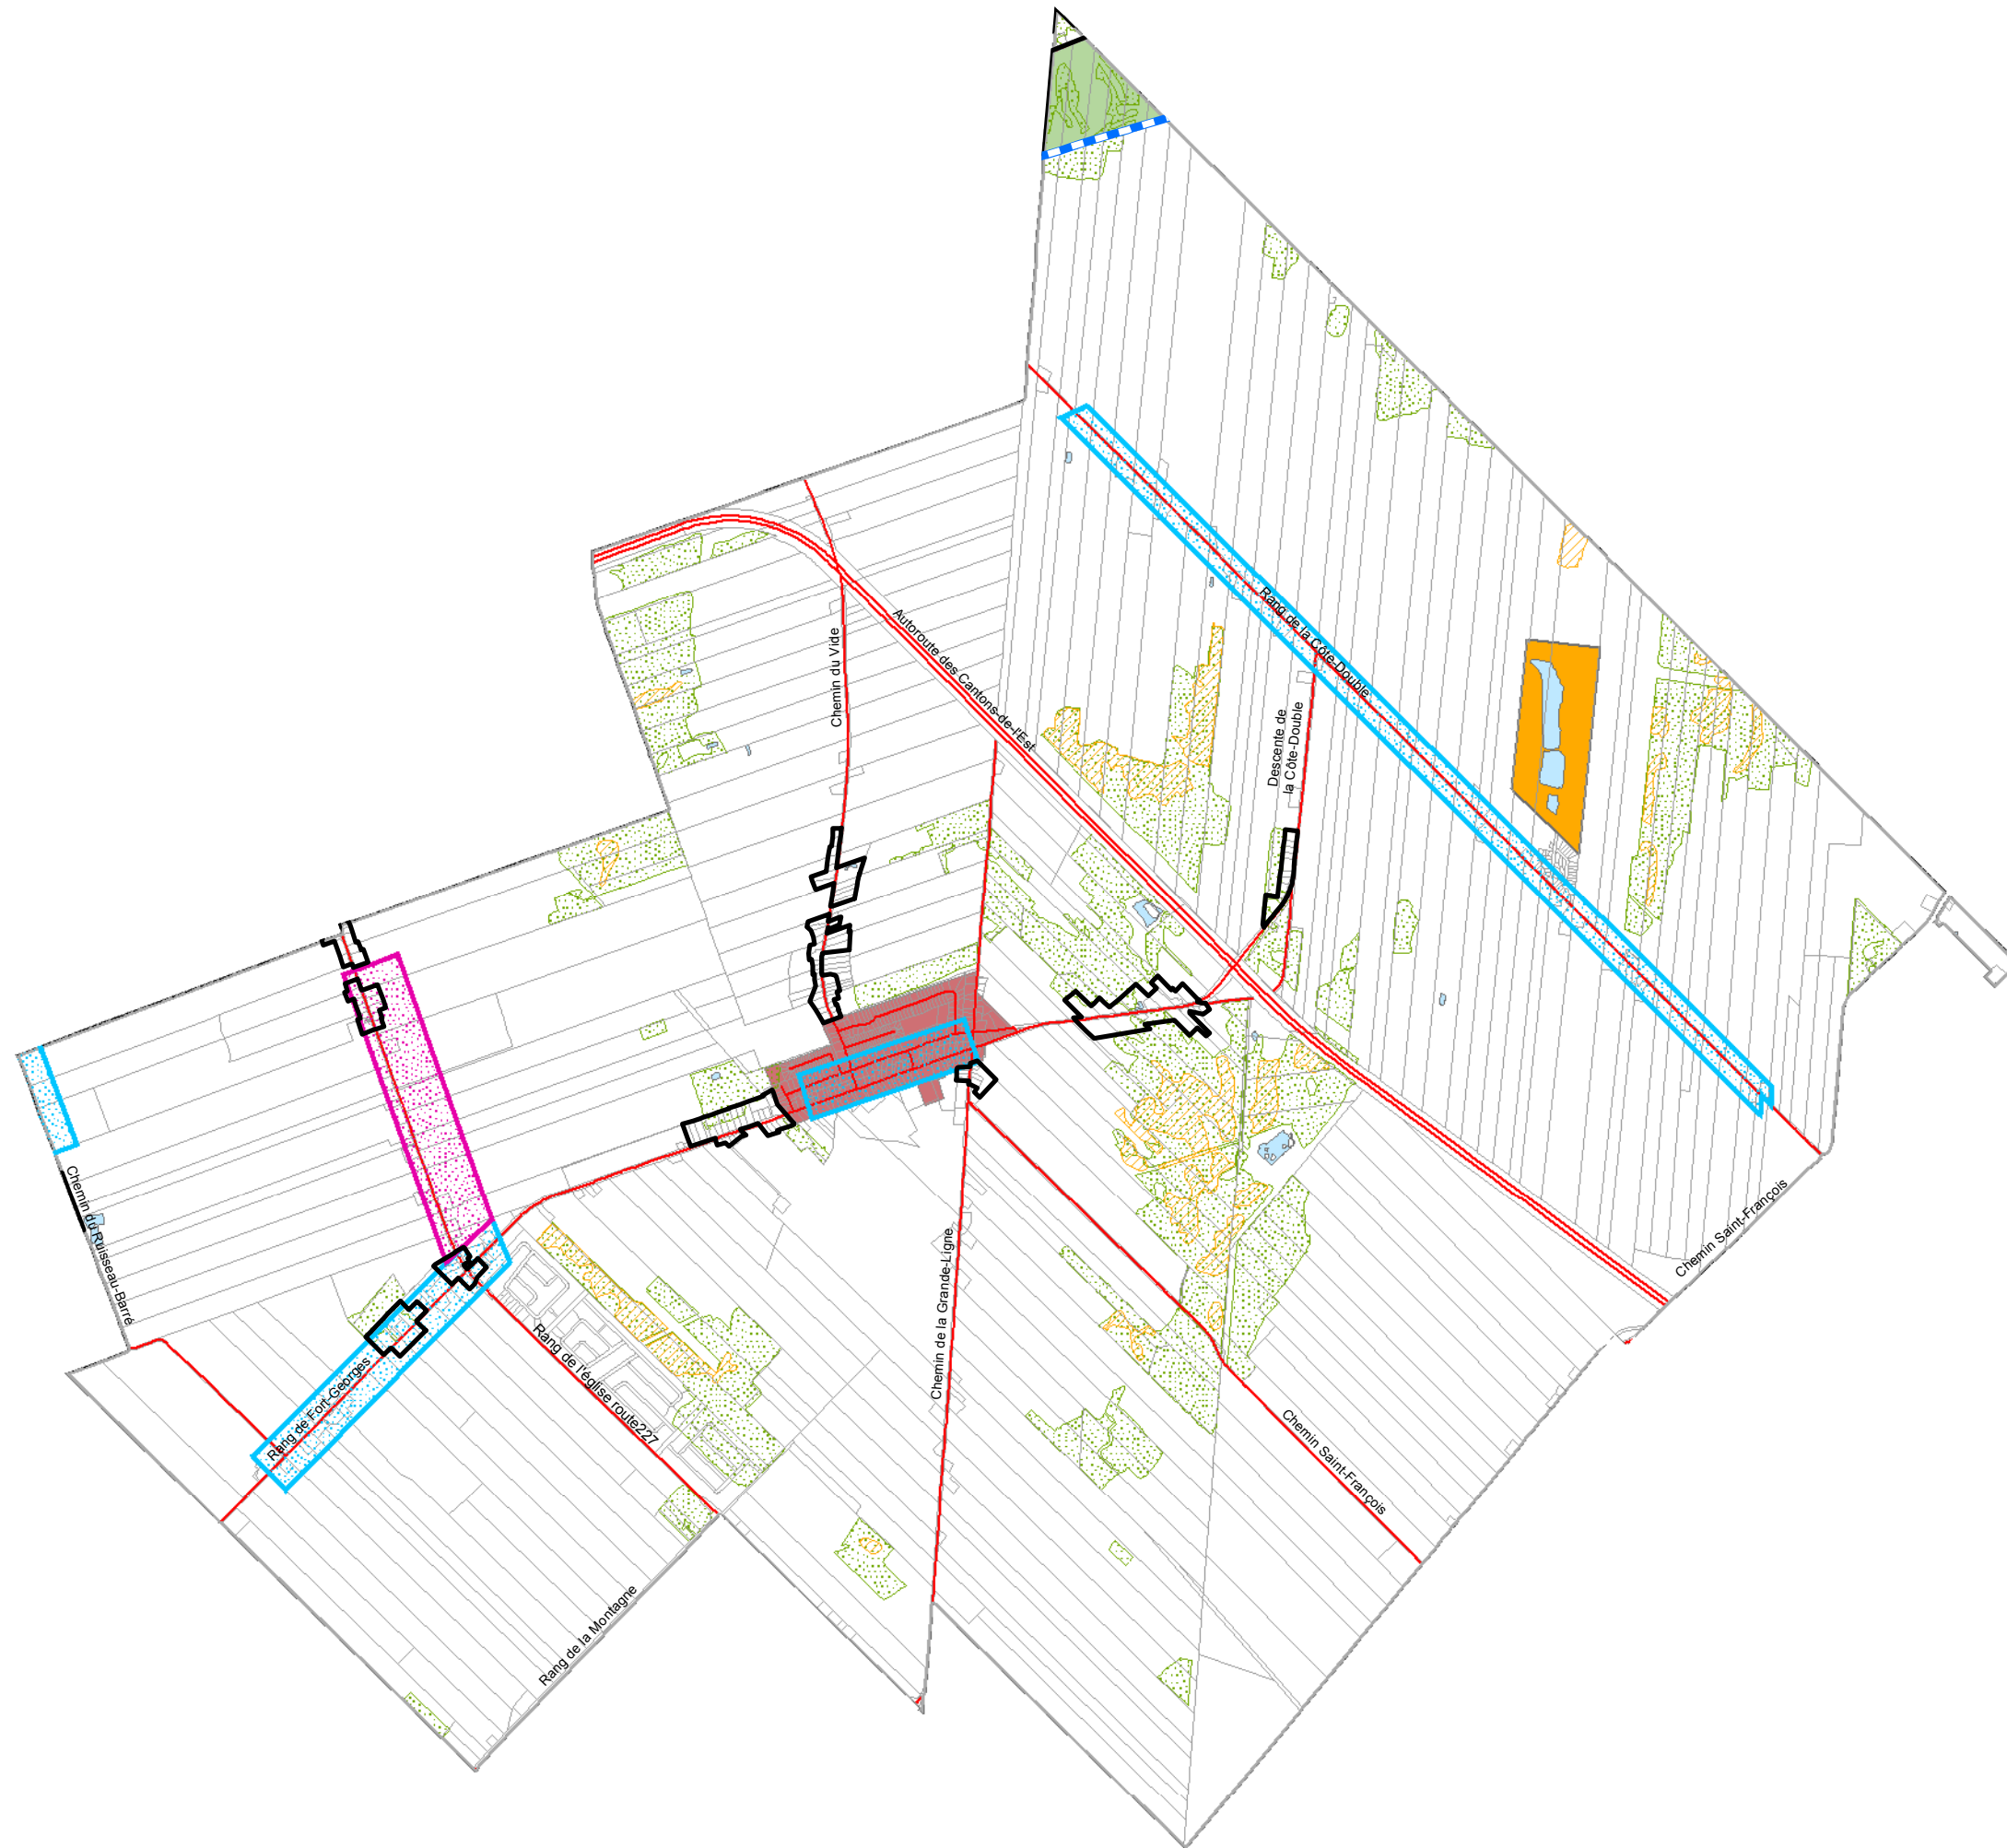 Rang de la Côte-Double
Chemin du Vide
Autoroute des Cantons-de-l'Est
Descente de
la Côte-Double
Chemin du Ruisseau-Barré
Chemin Saint-François
Chemin de la Grande-Ligne
Rang de l'église route227
Rang de Fort-Georges
Chemin Saint-François
Rang de la Montagne